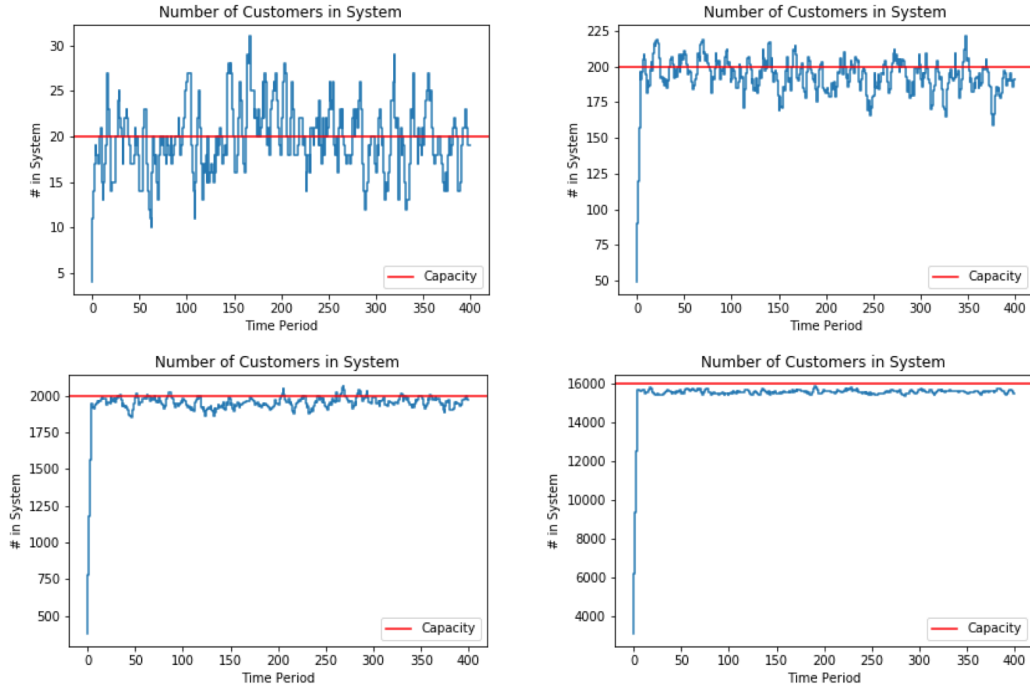 Number of Customers in System
30
25
20
15
10
5
# in System
0 50 100 150 200 250 300 350 400
Time Period
Capacity
Number of Customers in System
225
200
175
150
125
100
75
50
# in System
0 50 100 150 200 250 300 350 400
Time Period
Capacity
Number of Customers in System
2000
1750
1500
1250
1000
750
500
# in System
0 50 100 150 200 250 300 350 400
Time Period
Capacity
Number of Customers in System
16000
14000
12000
10000
8000
6000
4000
# in System
0 50 100 150 200 250 300 350 400
Time Period
Capacity